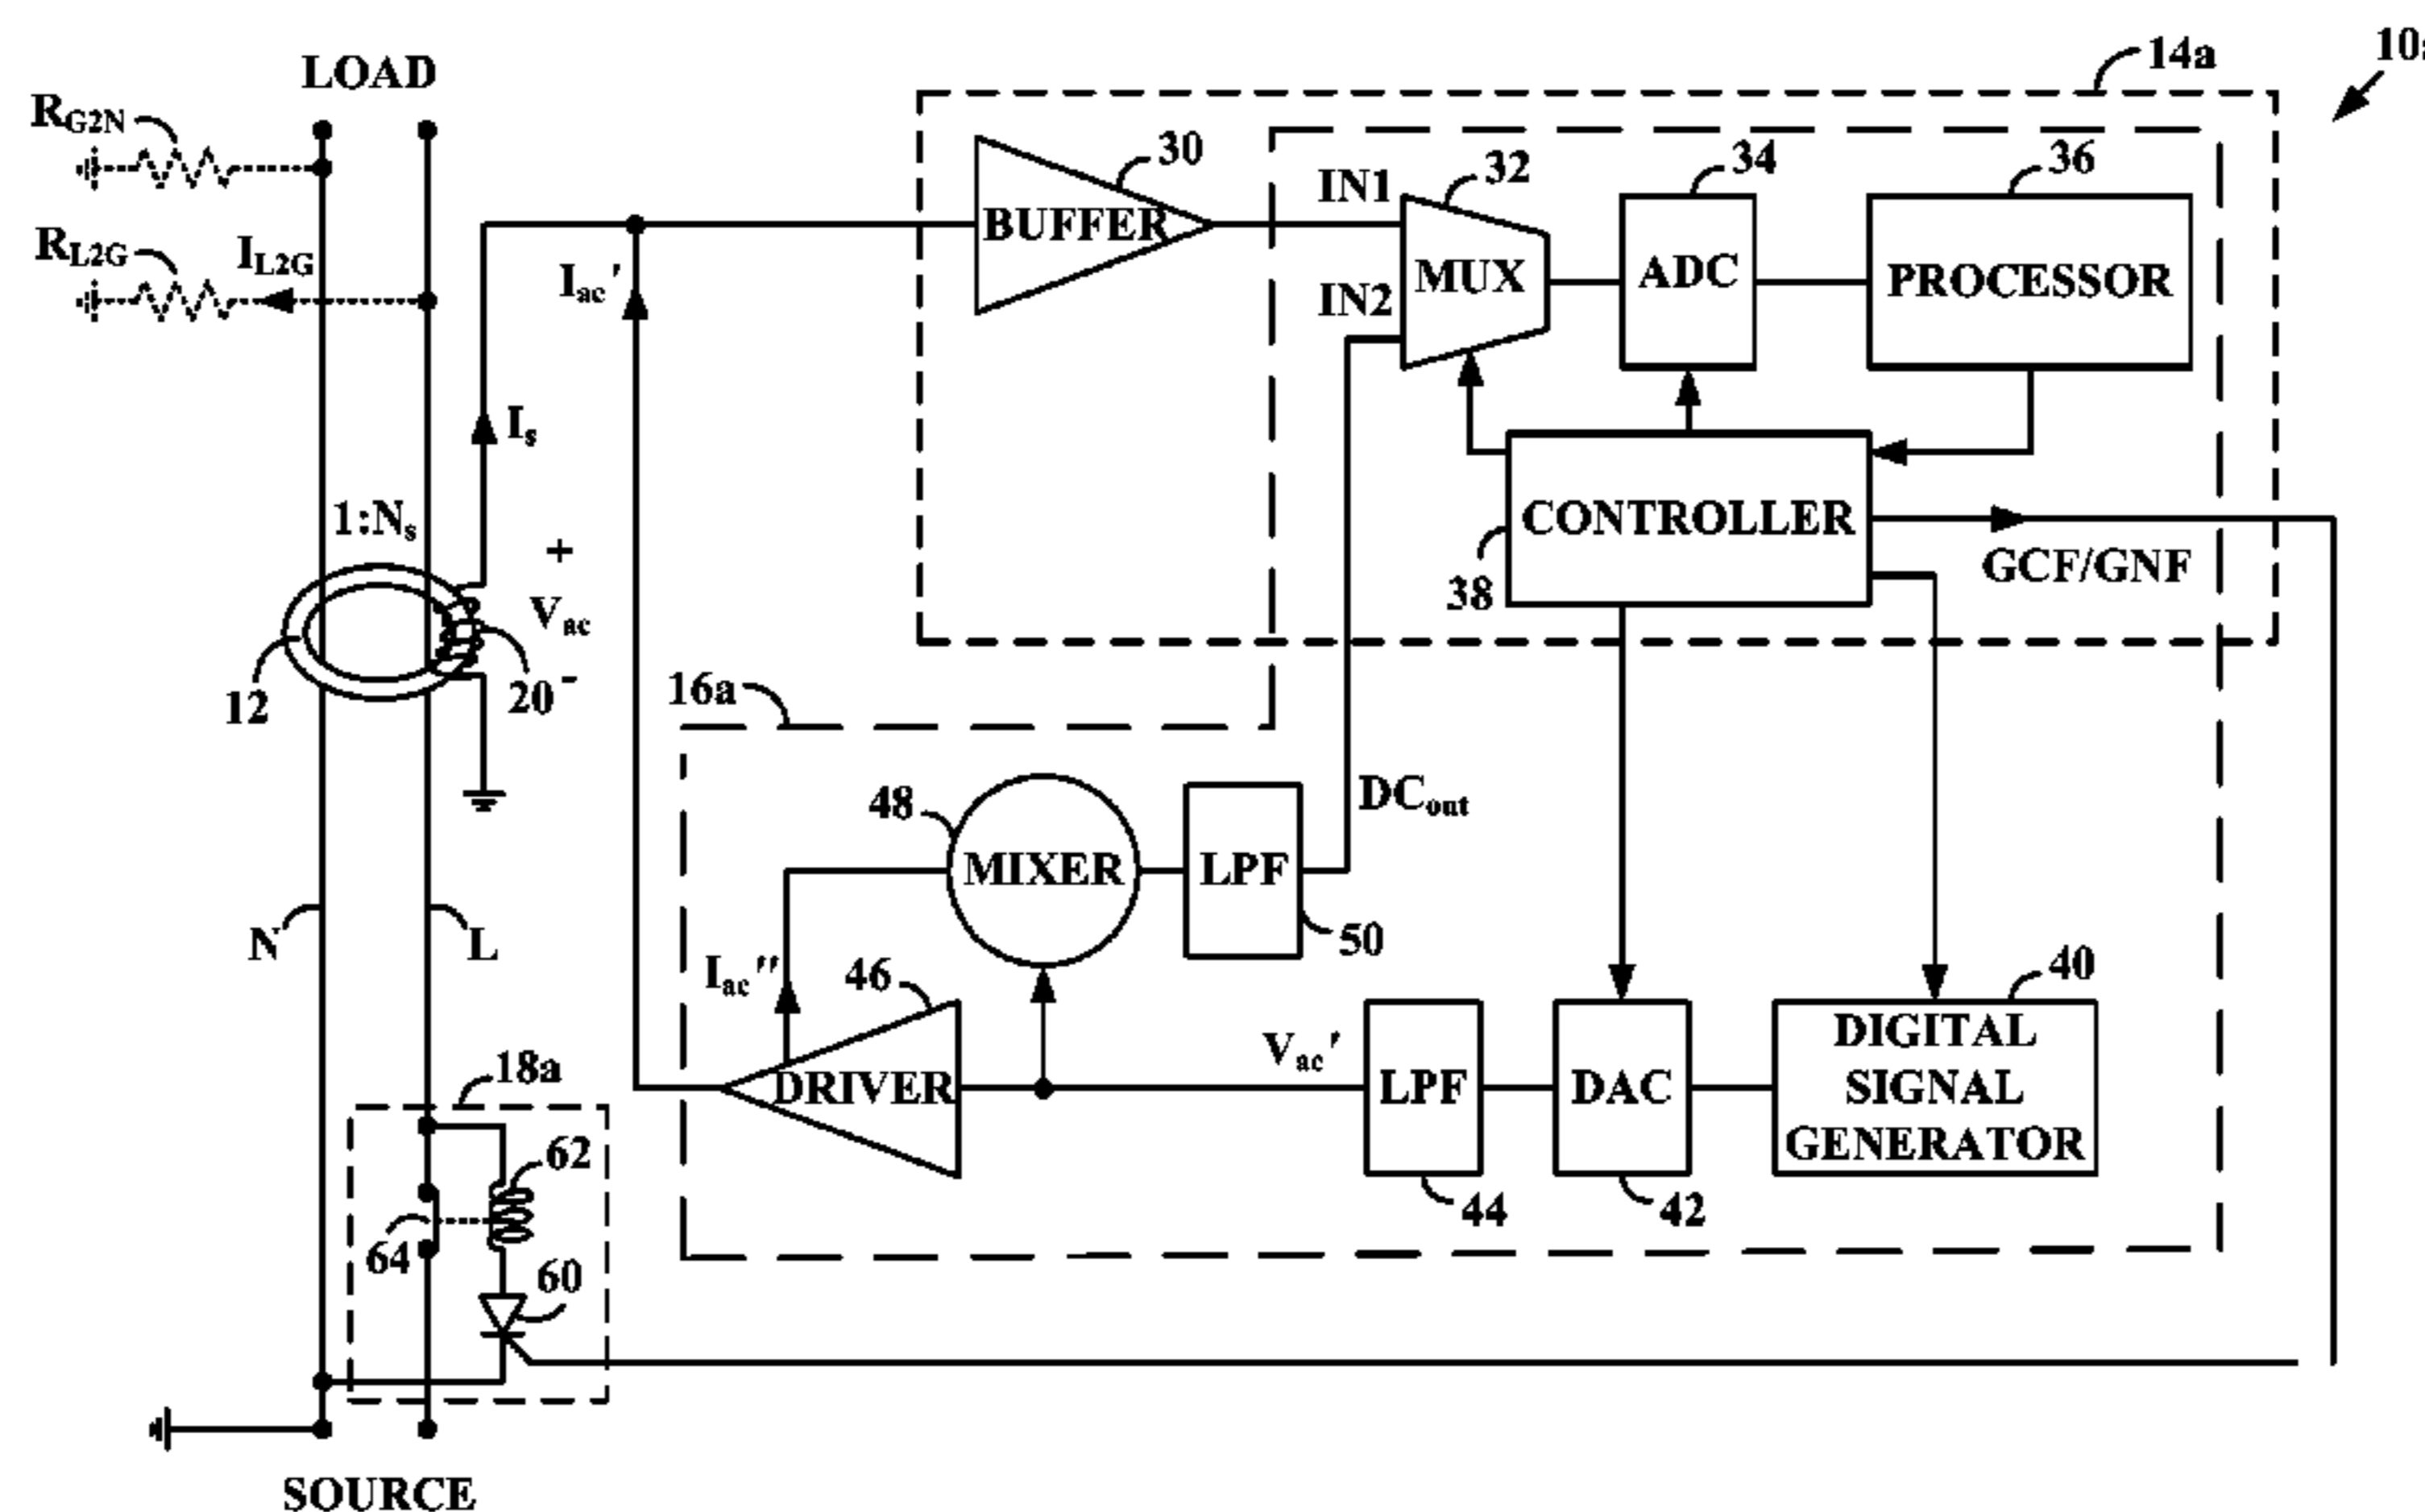 10a
14a
LOAD
R_G2N
30
IN1
32
34
36
BUFFER
MUX
ADC
PROCESSOR
R_L2G
I_L2G
I_ac'
IN2
I_s
1:N_s
+
V_ac
-
CONTROLLER
38
GCF/GNF
12
20
16a
48
MIXER
LPF
DC_out
50
N
L
I_ac"
46
DRIVER
V_ac'
LPF
DAC
40
DIGITAL
SIGNAL
GENERATOR
44
42
18a
62
64
60
SOURCE